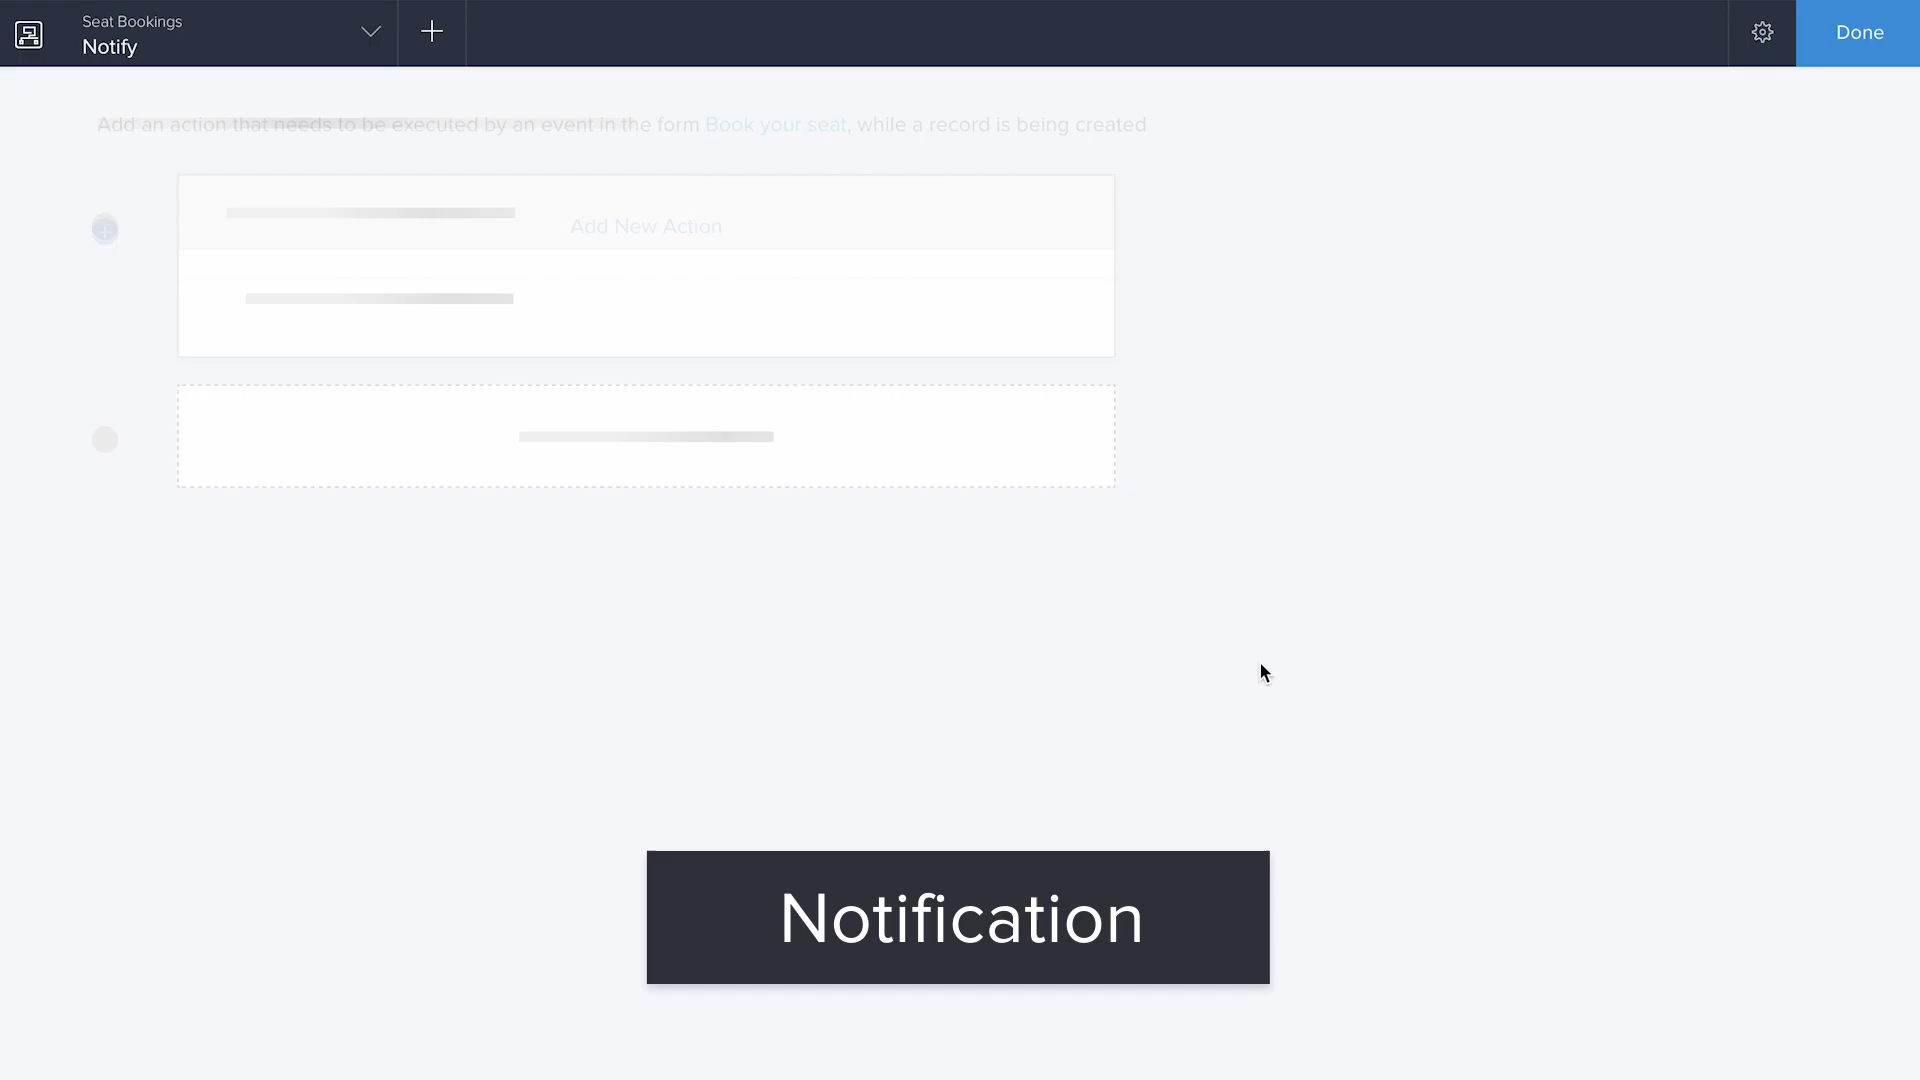 Seat Bookings
Notify
Done
Add an action that needs to be executed by an event in the form Book your seat, while a record is being created
Add New Action
Notification